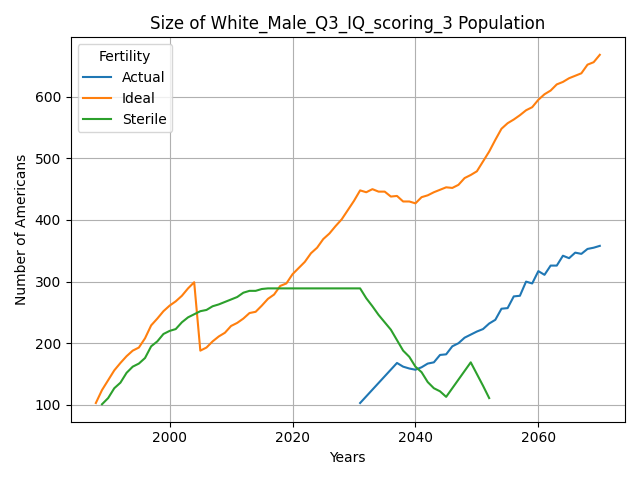 Size of White_Male_Q3_IQ_scoring_3 Population
Fertility
Actual
Ideal
Sterile
Number of Americans
600
500
400
300
200
100
2000
2020
2040
2060
Years